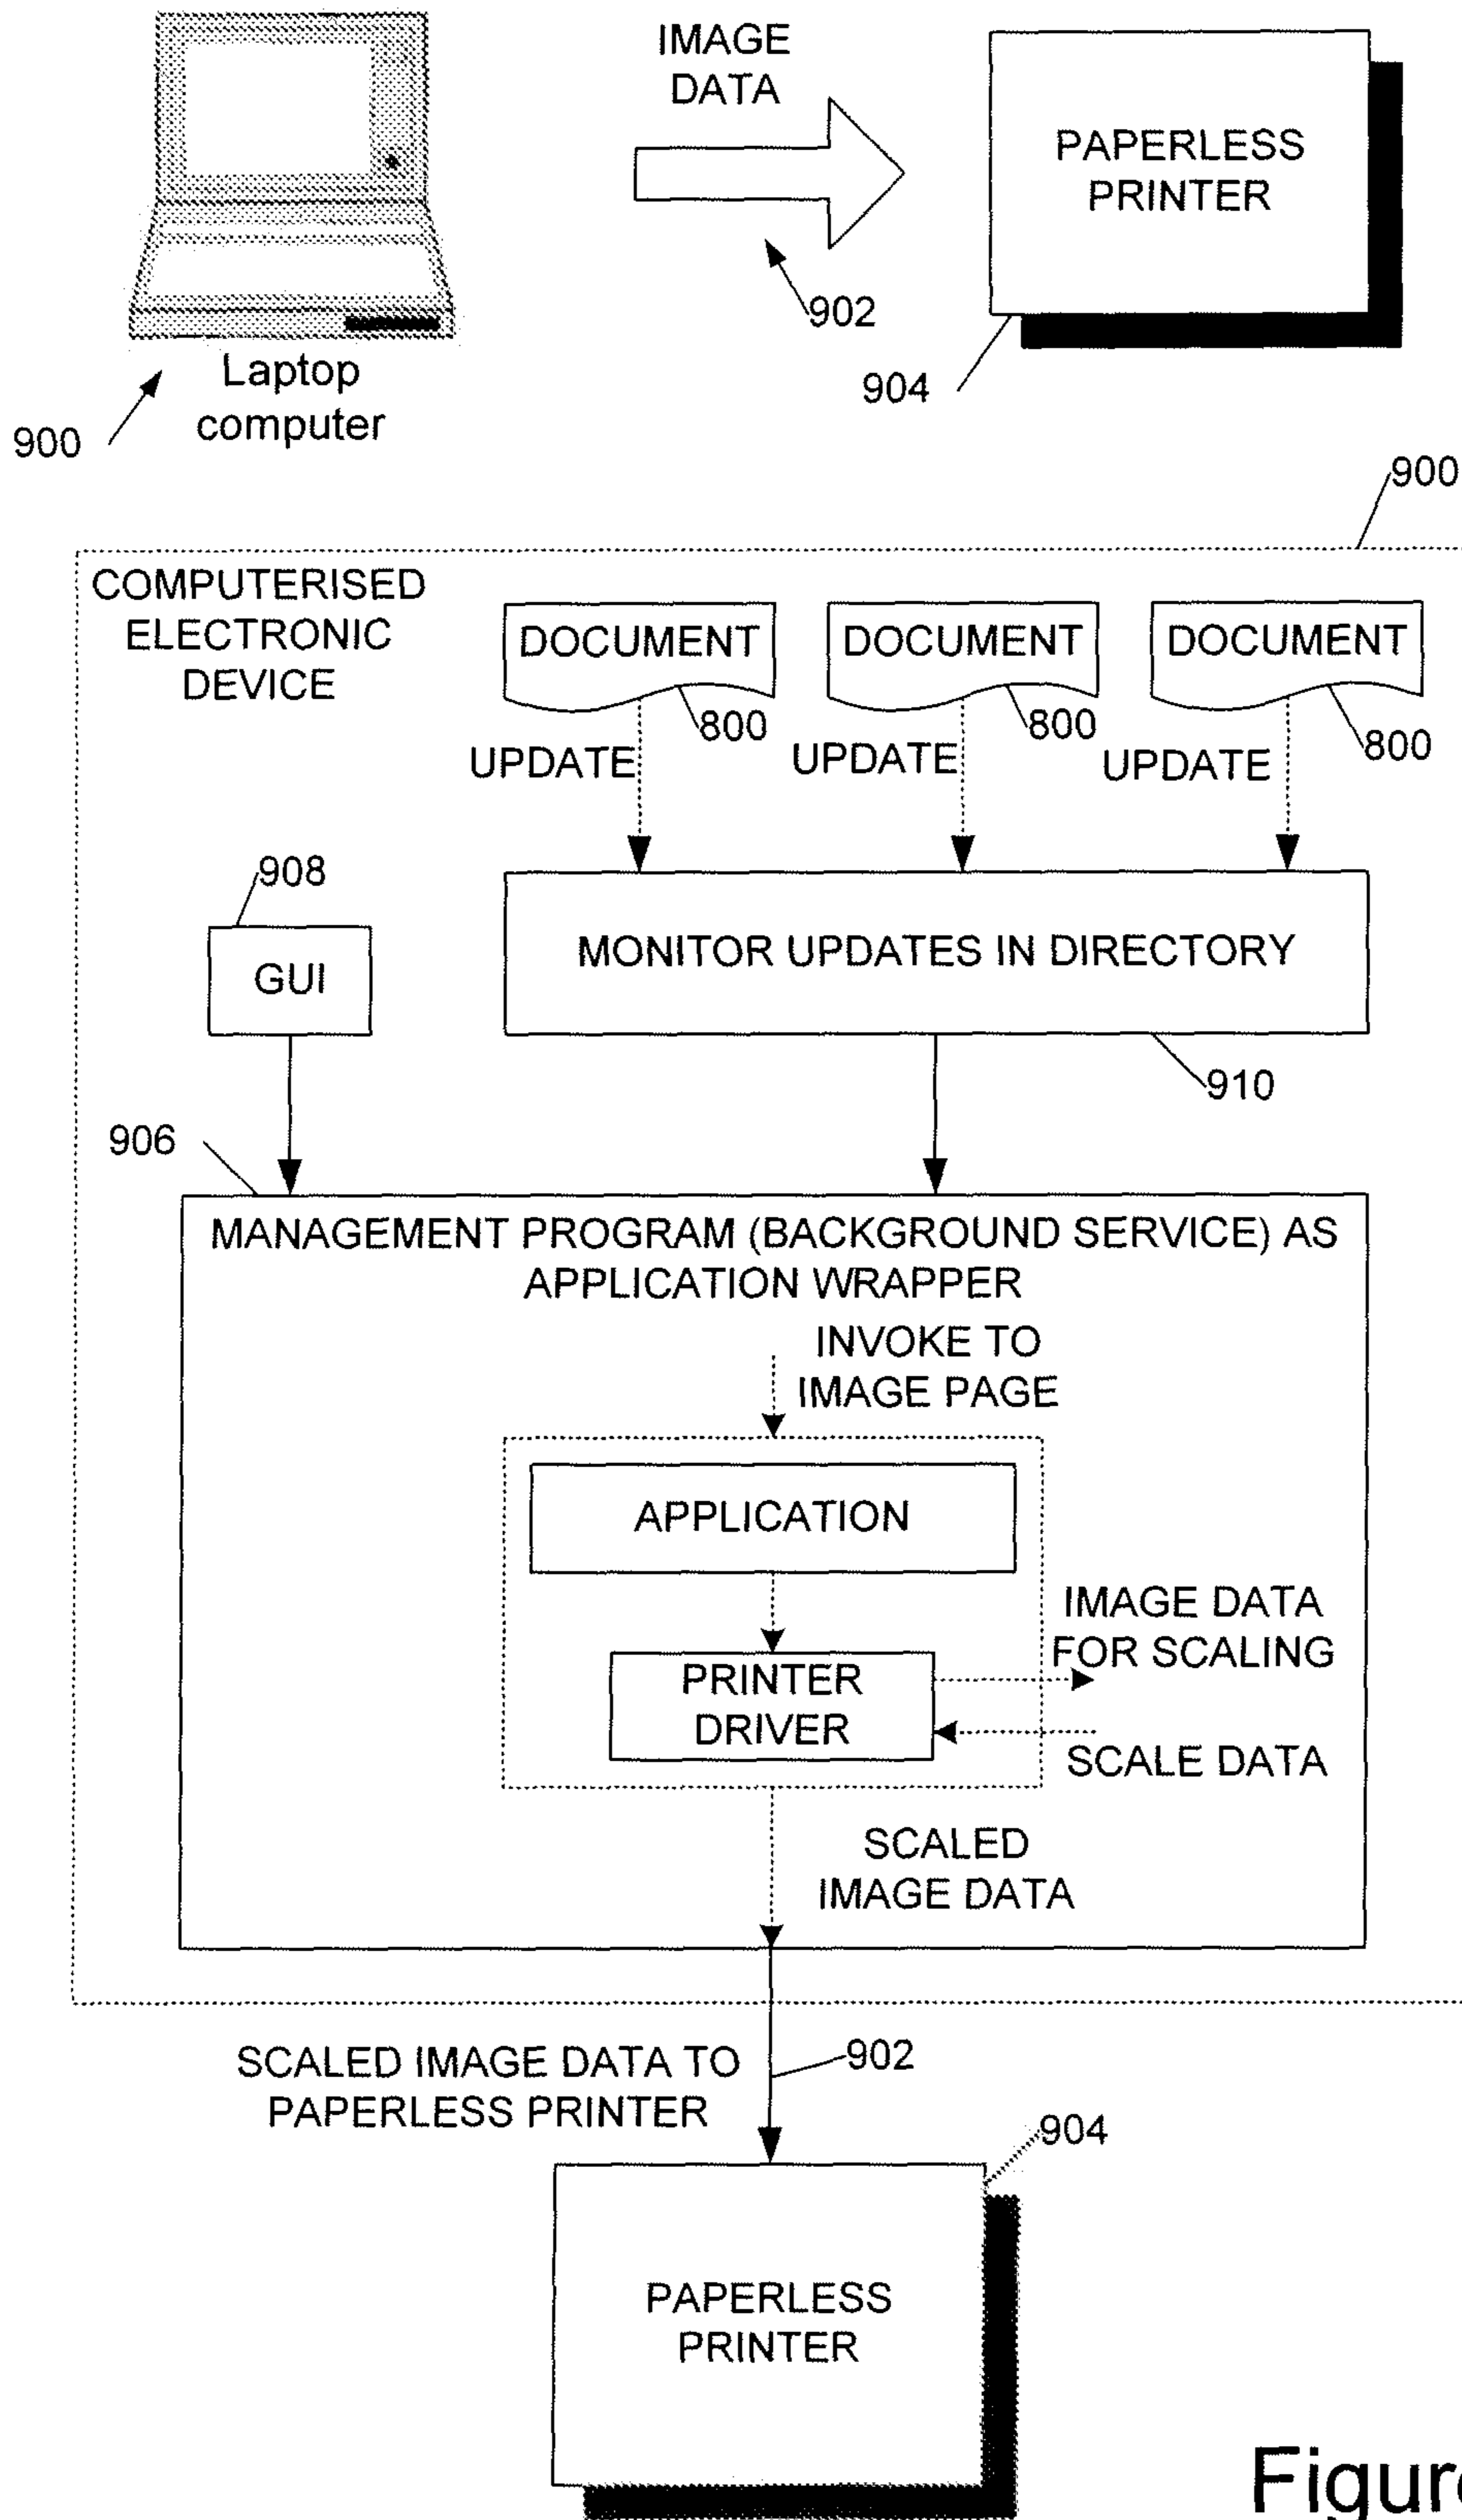 IMAGE
DATA
PAPERLESS
PRINTER
902
904
Laptop
computer
900
900
COMPUTERISED
ELECTRONIC
DEVICE
DOCUMENT
DOCUMENT
DOCUMENT
800
800
800
UPDATE
UPDATE
UPDATE
908
GUI
MONITOR UPDATES IN DIRECTORY
910
906
MANAGEMENT PROGRAM (BACKGROUND SERVICE) AS
APPLICATION WRAPPER
INVOKE TO
IMAGE PAGE
APPLICATION
IMAGE DATA
FOR SCALING
PRINTER
DRIVER
SCALE DATA
SCALED
IMAGE DATA
902
SCALED IMAGE DATA TO
PAPERLESS PRINTER
904
PAPERLESS
PRINTER